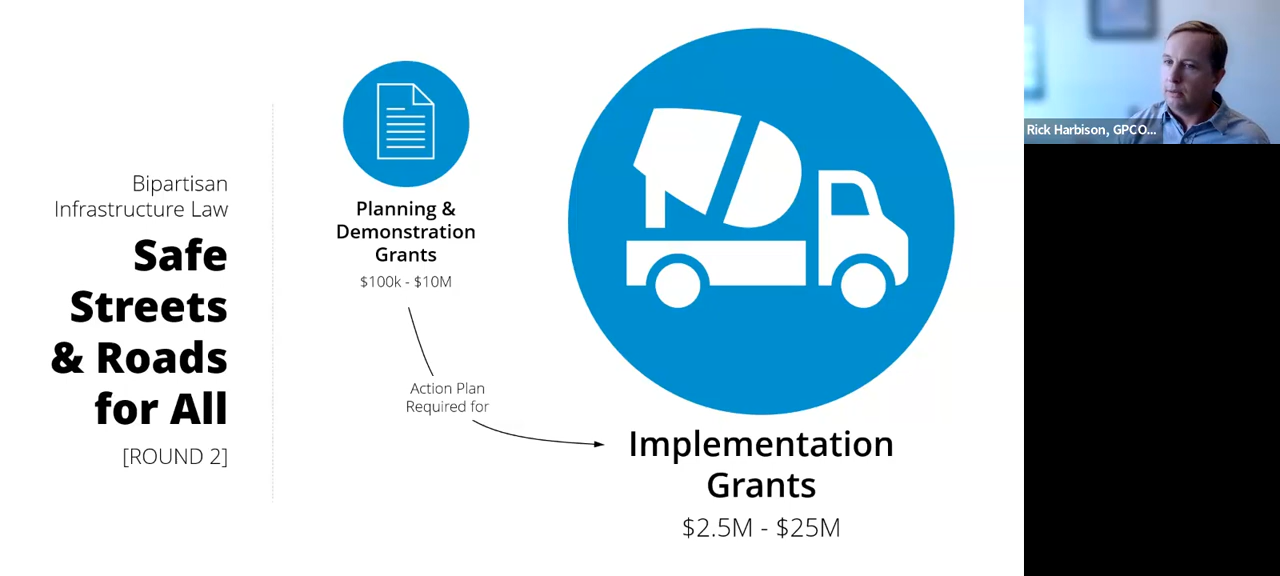 Bipartisan
Infrastructure Law
Safe
Streets
& Roads
for All
[ROUND 2]
Planning &
Demonstration
Grants
$100k - $10M
Action Plan
Required for
Implementation
Grants
$2.5M - $25M
Rick Harbison, GPCO...